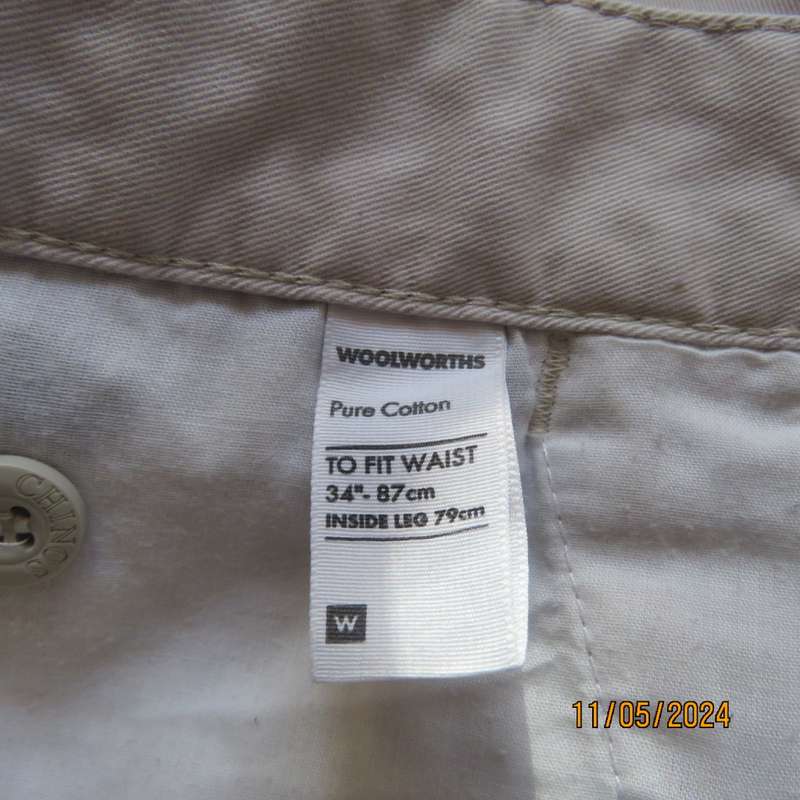 WOOLWORTHS
Pure Cotton
TO FIT WAIST
34"- 87cm
INSIDE LEG 79cm
W
CHINOS
11/05/2024